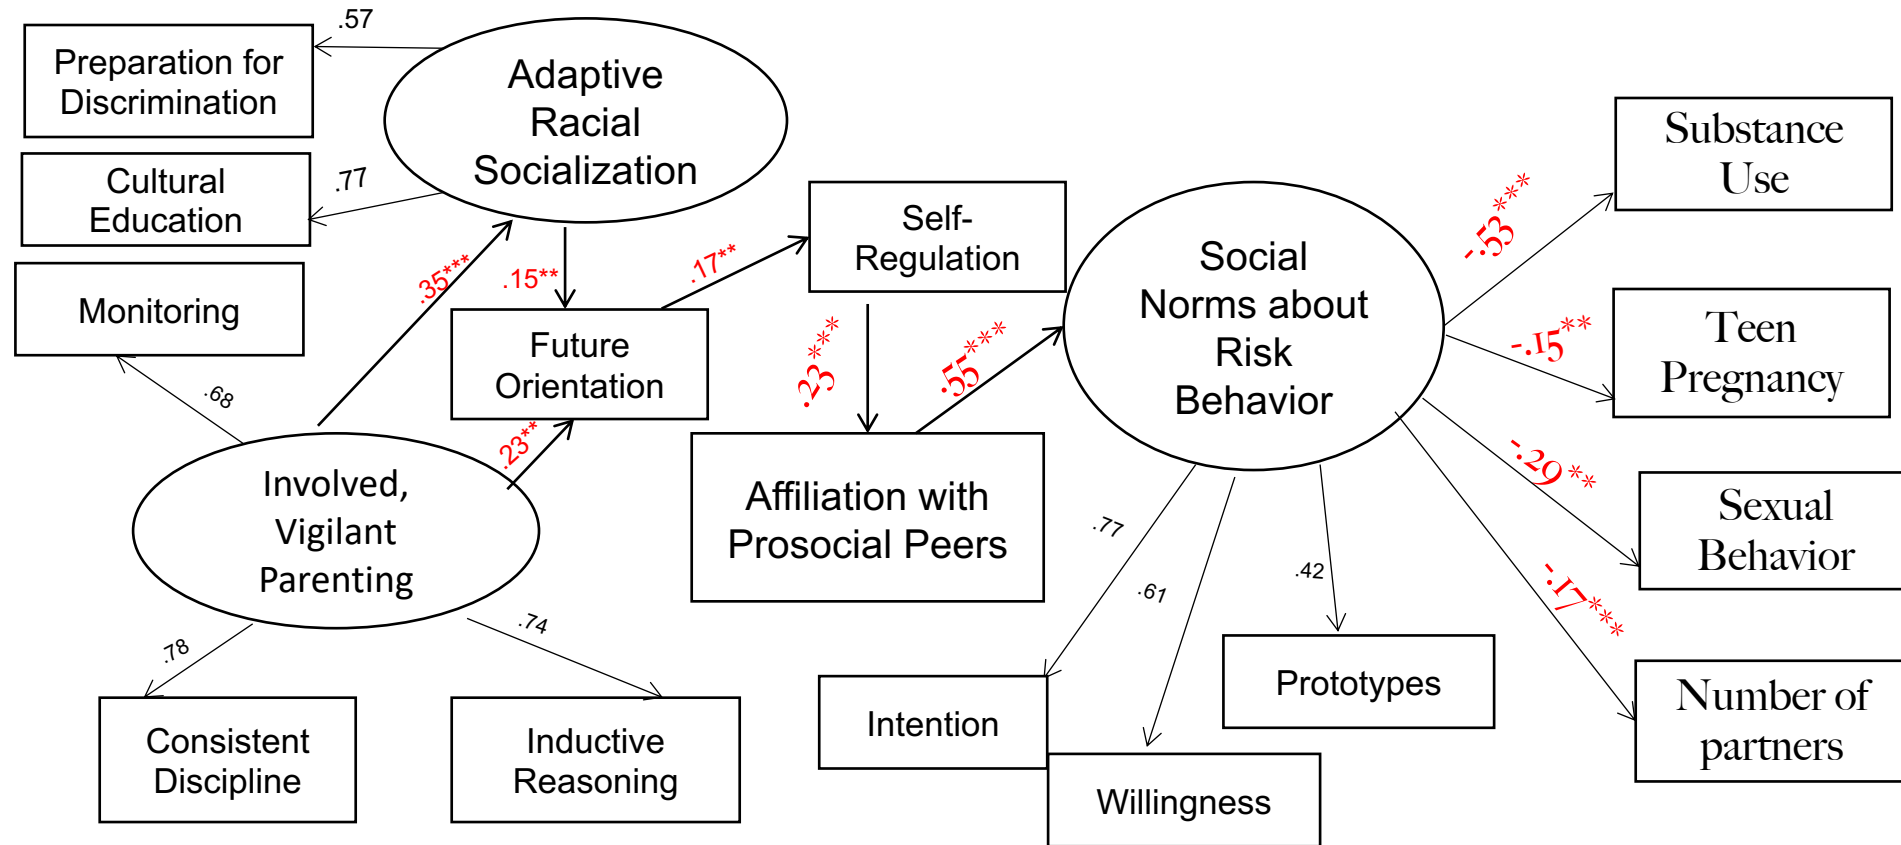 .57
Preparation for
Discrimination
Adaptive
Racial
Socialization
Cultural
Education
.77
Monitoring
.35***
.15**
.17**
Self-
Regulation
Future
Orientation
.68
.23**
Involved,
Vigilant
Parenting
.78
.74
Consistent
Discipline
Inductive
Reasoning
.23***
.55***
Affiliation with
Prosocial Peers
Social
Norms about
Risk
Behavior
.77
.61
.42
Intention
Willingness
Prototypes
-.53***
Substance
Use
-.15**
Teen
Pregnancy
-.29**
Sexual
Behavior
-.17***
Number of
partners